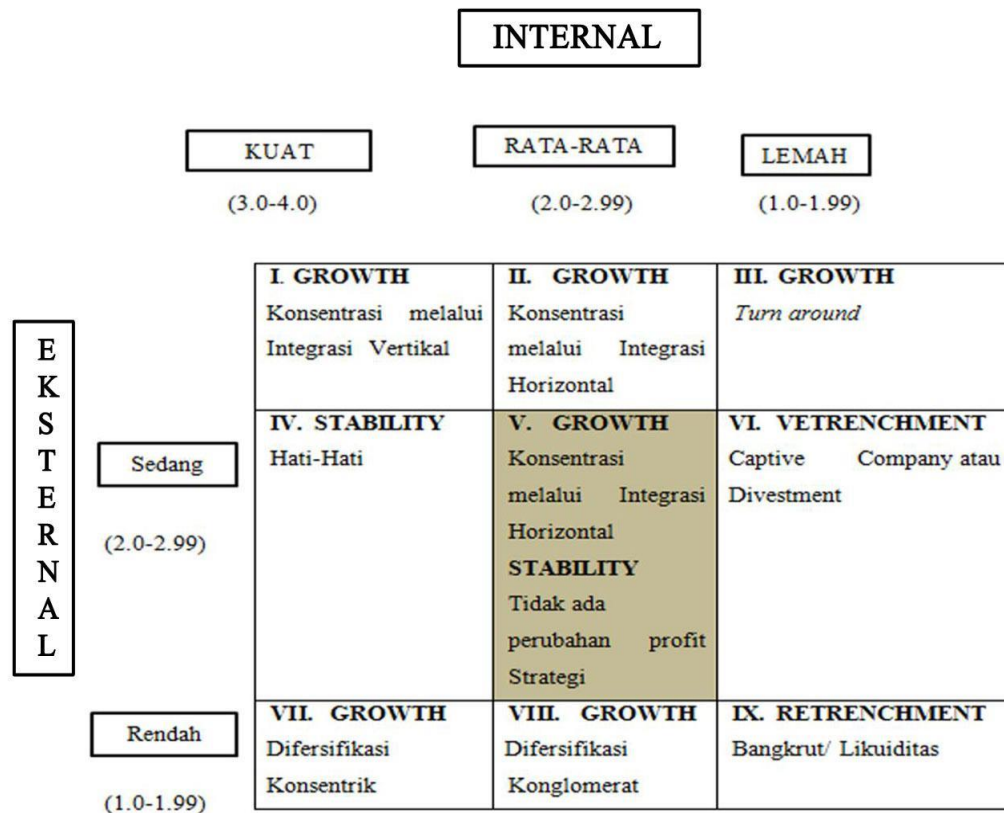 INTERNAL
KUAT
RATA-RATA
LEMAH
(3.0-4.0)
(2.0-2.99)
(1.0-1.99)
EKSTERNAL
I. GROWTH
Konsentrasi melalui
Integrasi Vertikal
II. GROWTH
Konsentrasi
melalui Integrasi
Horizontal
III. GROWTH
Turn around
Sedang
(2.0-2.99)
IV. STABILITY
Hati-Hati
V. GROWTH
Konsentrasi
melalui Integrasi
Horizontal
STABILITY
Tidak ada
perubahan profit
Strategi
VI. VETRENCHMENT
Captive Company atau
Divestment
Rendah
(1.0-1.99)
VII. GROWTH
Difersifikasi
Konsentrik
VIII. GROWTH
Difersifikasi
Konglomerat
IX. RETRENCHMENT
Bangkrut/ Likuiditas